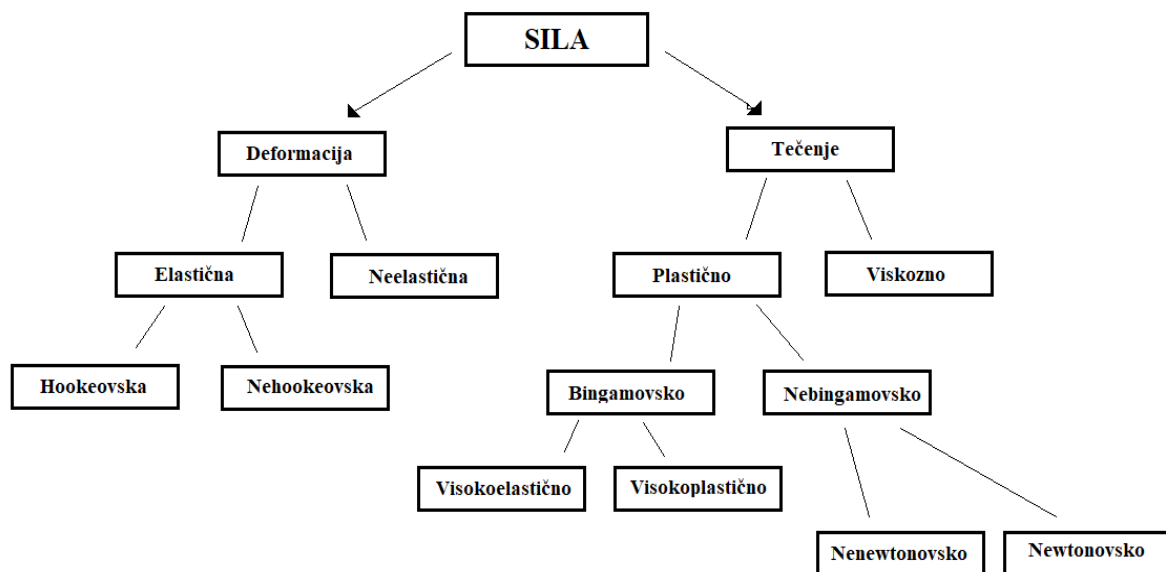 SILA
Deformacija
Tečenje
Elastična
Neelastična
Plastično
Viskozno
Hookeovska
Nehookeovska
Bingamovsko
Nebingamovsko
Visokoelastično
Visokoplastično
Nenewtonovsko
Newtonovsko